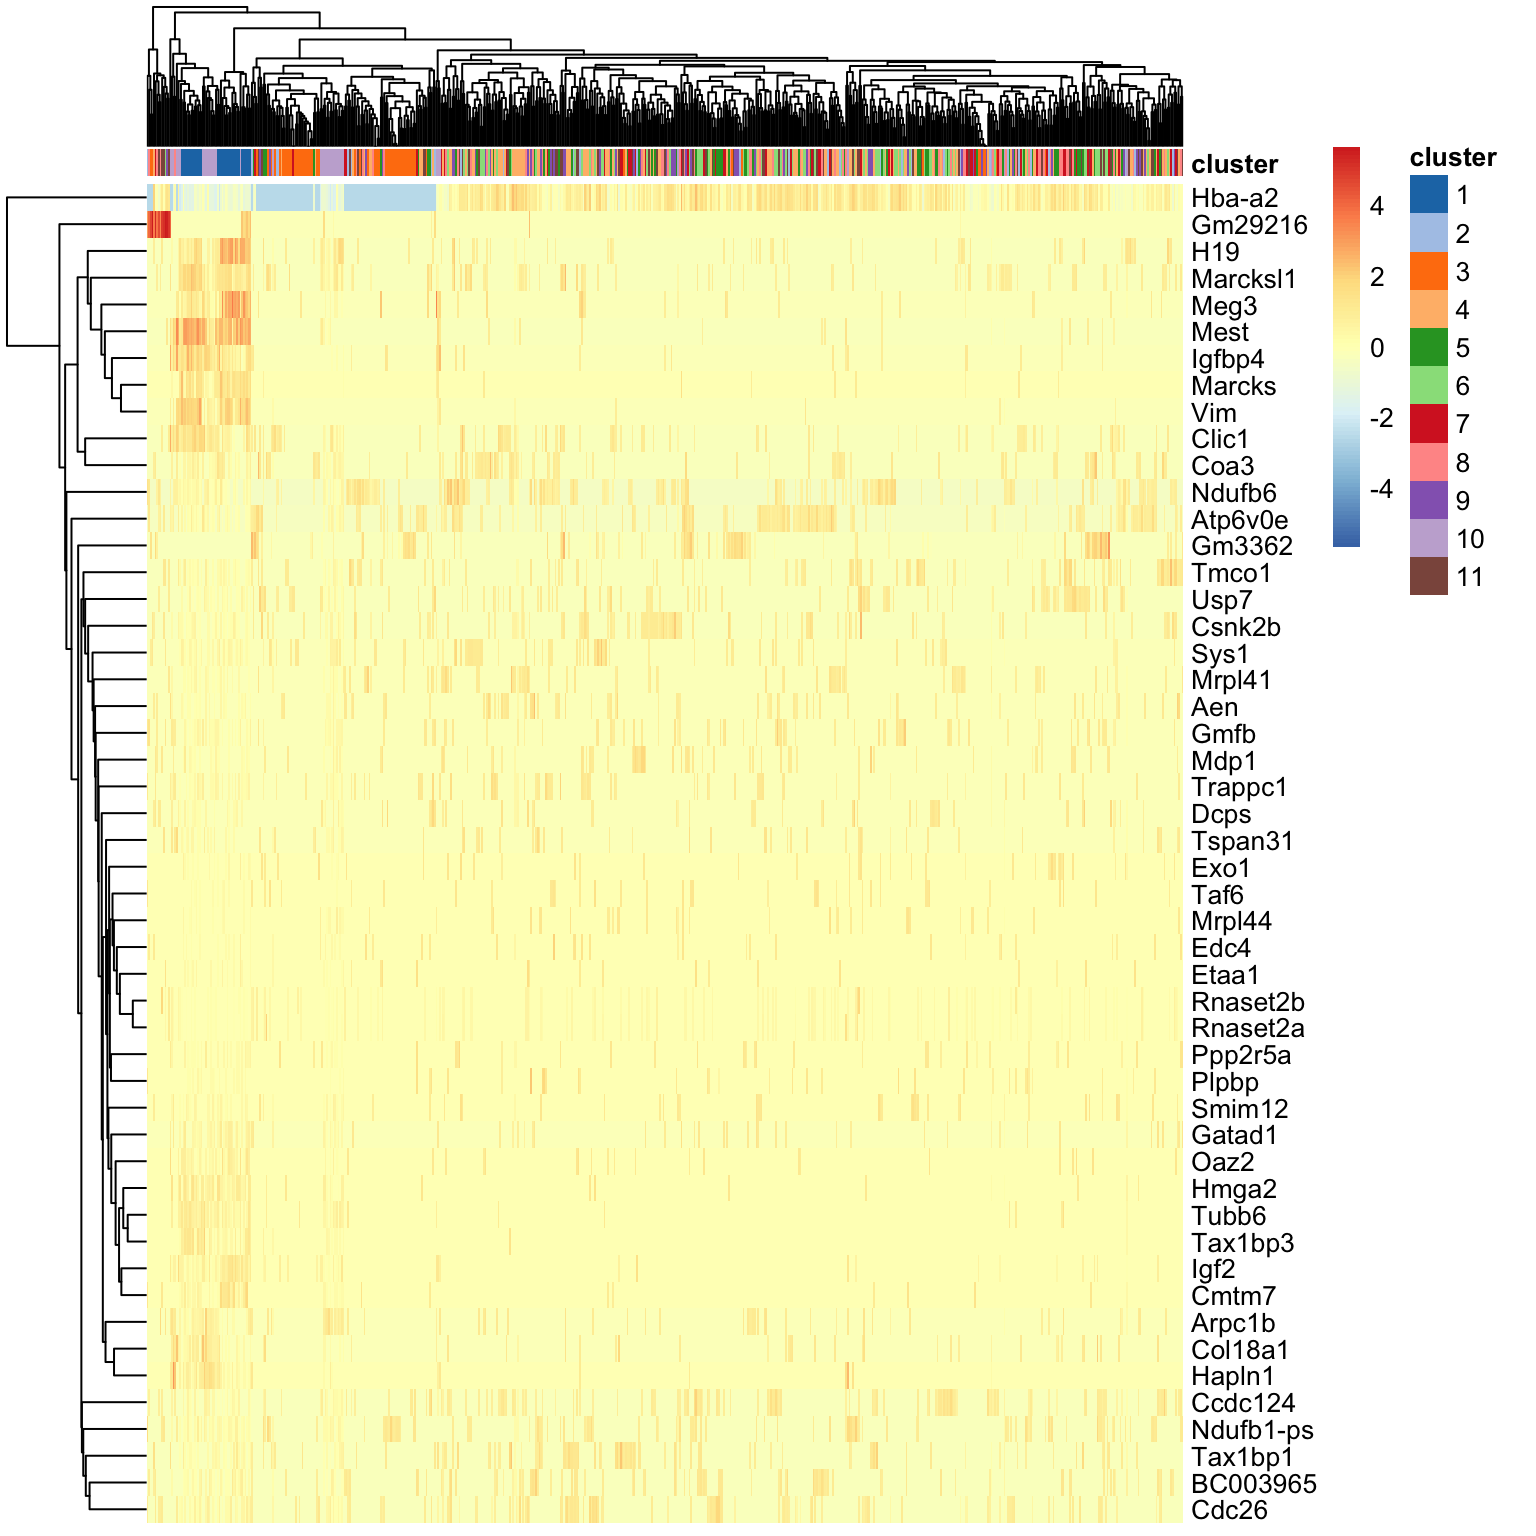 cluster
Hba-a2
Gm29216
H19
Marcksl1
Meg3
Mest
Igfbp4
Marcks
Vim
Clic1
Coa3
Ndufb6
Atp6v0e
Gm3362
Tmco1
Usp7
Csnk2b
Sys1
Mrpl41
Aen
Gmfb
Mdp1
Trappc1
Dcps
Tspan31
Exo1
Taf6
Mrpl44
Edc4
Etaa1
Rnaset2b
Rnaset2a
Ppp2r5a
Plpbp
Smim12
Gatad1
Oaz2
Hmga2
Tubb6
Tax1bp3
Igf2
Cmtm7
Arpc1b
Col18a1
Hapln1
Ccdc124
Ndufb1-ps
Tax1bp1
BC003965
Cdc26
4
2
0
-2
-4
cluster
1
2
3
4
5
6
7
8
9
10
11